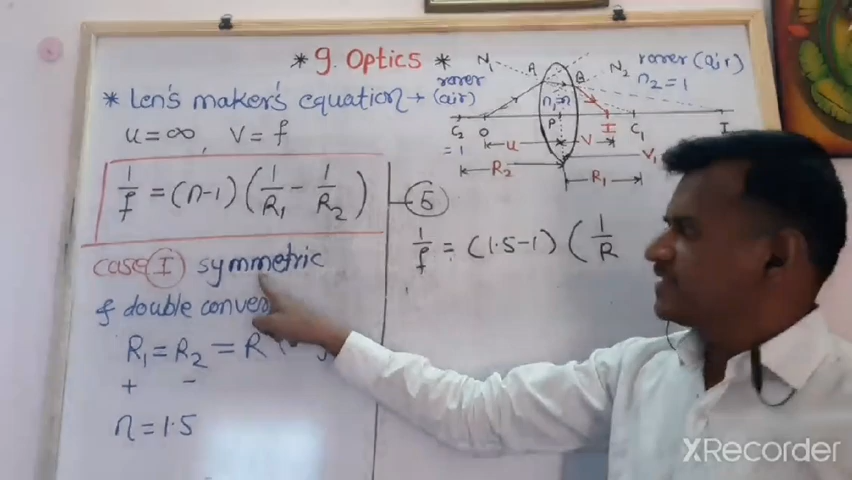 * 9. Optics *
* Len's maker's equation →
u = ∞ , v = f
1/f = (n-1) (1/R₁ - 1/R₂)
5
case (I) symmetric
& double conve
R₁ = R₂ = R (
+ -
n = 1.5
1/f = (1.5-1) ( 1/R
N₁ A B N₂
rarer (air)
rarer (air)
n₂ = 1
n₁=n
C₂ O P I C₁ I
= 1
u v
R₂ V₁
R₁
XRecorder